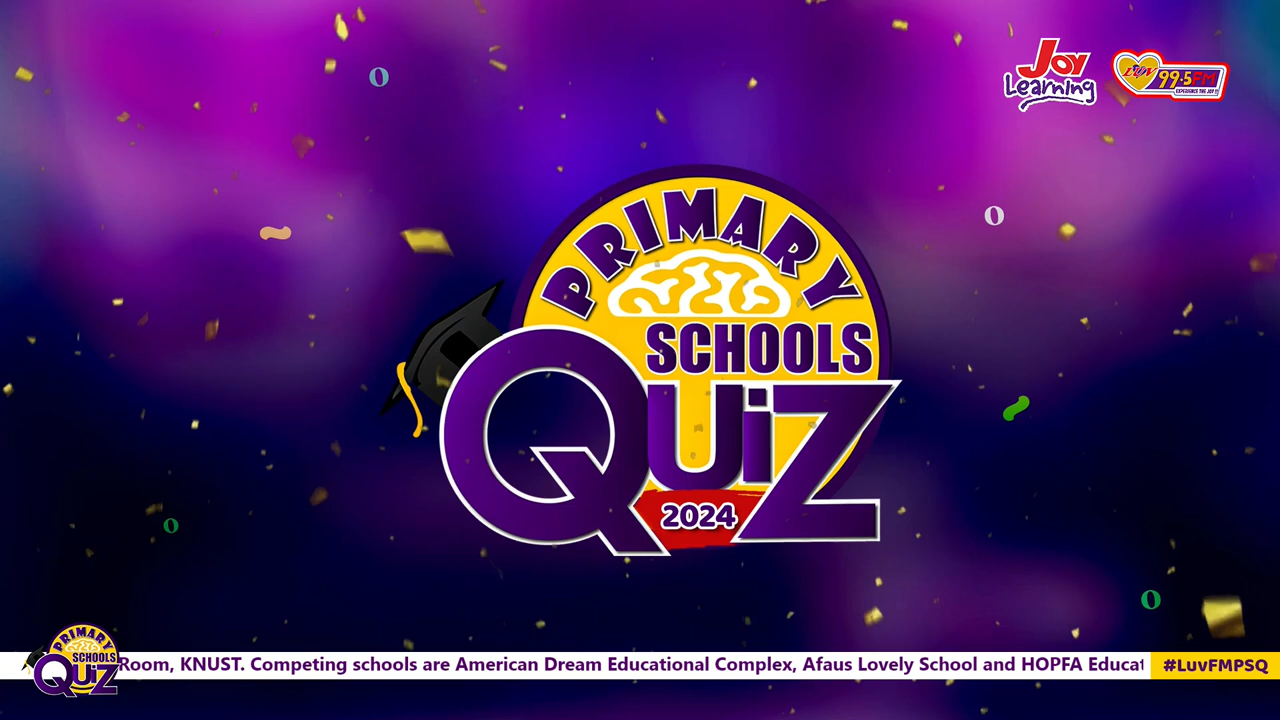 JOY
Learning
LUV 99.5FM
EXPERIENCE THE JOY!!
PRIMARY
SCHOOLS
QUiZ
2024
PRIMARY
SCHOOLS
QUiZ
Room, KNUST. Competing schools are American Dream Educational Complex, Afaus Lovely School and HOPFA Educat
#LuvFMPSQ